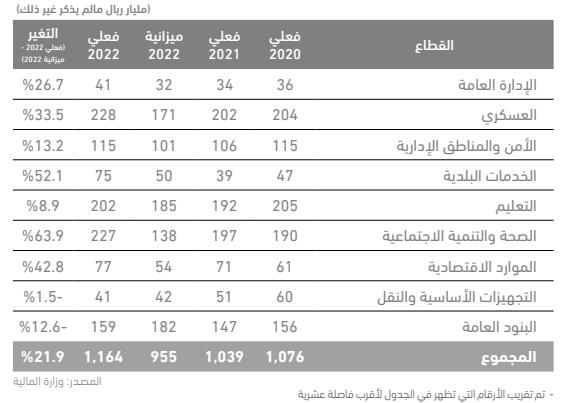 (مليار ريال مالم يذكر غير ذلك)
القطاع فعلي 2020 فعلي 2021 ميزانية 2022 فعلي 2022 التغير (فعلي 2022 - ميزانية 2022)
الإدارة العامة 36 34 32 41 %26.7
العسكري 204 202 171 228 %33.5
الأمن والمناطق الإدارية 115 106 101 115 %13.2
الخدمات البلدية 47 39 50 75 %52.1
التعليم 205 192 185 202 %8.9
الصحة والتنمية الاجتماعية 190 197 138 227 %63.9
الموارد الاقتصادية 61 71 54 77 %42.8
التجهيزات الأساسية والنقل 60 51 42 41 %1.5-
البنود العامة 156 147 182 159 %12.6-
المجموع 1,076 1,039 955 1,164 %21.9
المصدر: وزارة المالية
- تم تقريب الأرقام التي تظهر في الجدول لأقرب فاصلة عشرية